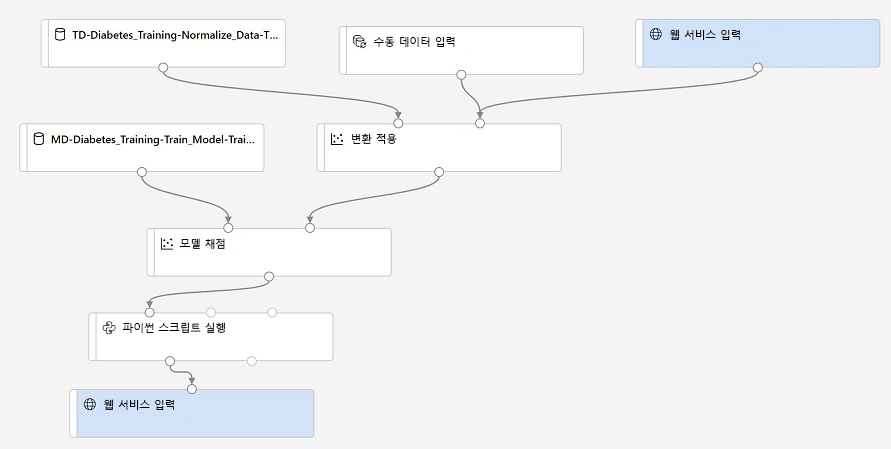 TD-Diabetes_Training-Normalize_Data-T...
수동 데이터 입력
웹 서비스 입력
MD-Diabetes_Training-Train_Model-Trai...
변환 적용
모델 채점
파이썬 스크립트 실행
웹 서비스 입력